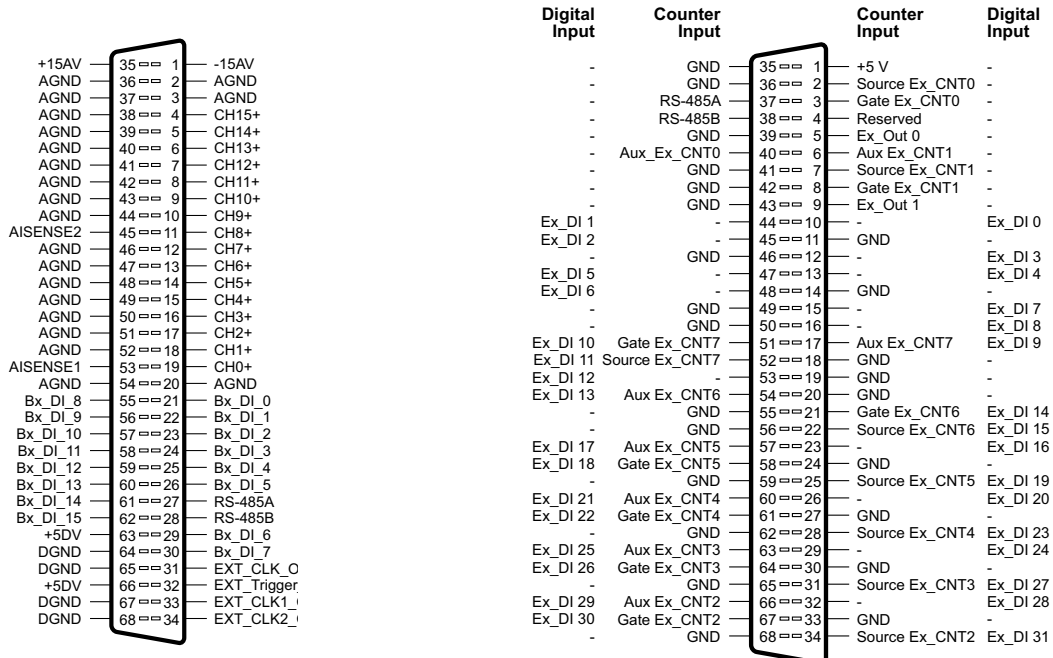 +15AV 35 1 -15AV
AGND 36 2 AGND
AGND 37 3 AGND
AGND 38 4 CH15+
AGND 39 5 CH14+
AGND 40 6 CH13+
AGND 41 7 CH12+
AGND 42 8 CH11+
AGND 43 9 CH10+
AGND 44 10 CH9+
AISENSE2 45 11 CH8+
AGND 46 12 CH7+
AGND 47 13 CH6+
AGND 48 14 CH5+
AGND 49 15 CH4+
AGND 50 16 CH3+
AGND 51 17 CH2+
AGND 52 18 CH1+
AISENSE1 53 19 CH0+
AGND 54 20 AGND
Bx_DI_8 55 21 Bx_DI_0
Bx_DI_9 56 22 Bx_DI_1
Bx_DI_10 57 23 Bx_DI_2
Bx_DI_11 58 24 Bx_DI_3
Bx_DI_12 59 25 Bx_DI_4
Bx_DI_13 60 26 Bx_DI_5
Bx_DI_14 61 27 RS-485A
Bx_DI_15 62 28 RS-485B
+5DV 63 29 Bx_DI_6
DGND 64 30 Bx_DI_7
DGND 65 31 EXT_CLK_O
+5DV 66 32 EXT_Trigger_
DGND 67 33 EXT_CLK1_
DGND 68 34 EXT_CLK2_
Digital Counter Counter Digital
Input Input Input Input
- GND 35 1 +5 V -
- GND 36 2 Source Ex_CNT0 -
- RS-485A 37 3 Gate Ex_CNT0 -
- RS-485B 38 4 Reserved -
- GND 39 5 Ex_Out 0 -
- Aux_Ex_CNT0 40 6 Aux Ex_CNT1 -
- GND 41 7 Source Ex_CNT1 -
- GND 42 8 Gate Ex_CNT1 -
- GND 43 9 Ex_Out 1 -
Ex_DI 1 - 44 10 - Ex_DI 0
Ex_DI 2 - 45 11 GND -
- GND 46 12 - Ex_DI 3
Ex_DI 5 - 47 13 - Ex_DI 4
Ex_DI 6 - 48 14 GND -
- GND 49 15 - Ex_DI 7
- GND 50 16 - Ex_DI 8
Ex_DI 10 Gate Ex_CNT7 51 17 Aux Ex_CNT7 Ex_DI 9
Ex_DI 11 Source Ex_CNT7 52 18 GND -
Ex_DI 12 - 53 19 GND -
Ex_DI 13 Aux Ex_CNT6 54 20 GND -
- GND 55 21 Gate Ex_CNT6 Ex_DI 14
- GND 56 22 Source Ex_CNT6 Ex_DI 15
Ex_DI 17 Aux Ex_CNT5 57 23 - Ex_DI 16
Ex_DI 18 Gate Ex_CNT5 58 24 GND -
- GND 59 25 Source Ex_CNT5 Ex_DI 19
Ex_DI 21 Aux Ex_CNT4 60 26 - Ex_DI 20
Ex_DI 22 Gate Ex_CNT4 61 27 GND -
- GND 62 28 Source Ex_CNT4 Ex_DI 23
Ex_DI 25 Aux Ex_CNT3 63 29 - Ex_DI 24
Ex_DI 26 Gate Ex_CNT3 64 30 GND -
- GND 65 31 Source Ex_CNT3 Ex_DI 27
Ex_DI 29 Aux Ex_CNT2 66 32 - Ex_DI 28
Ex_DI 30 Gate Ex_CNT2 67 33 GND -
- GND 68 34 Source Ex_CNT2 Ex_DI 31